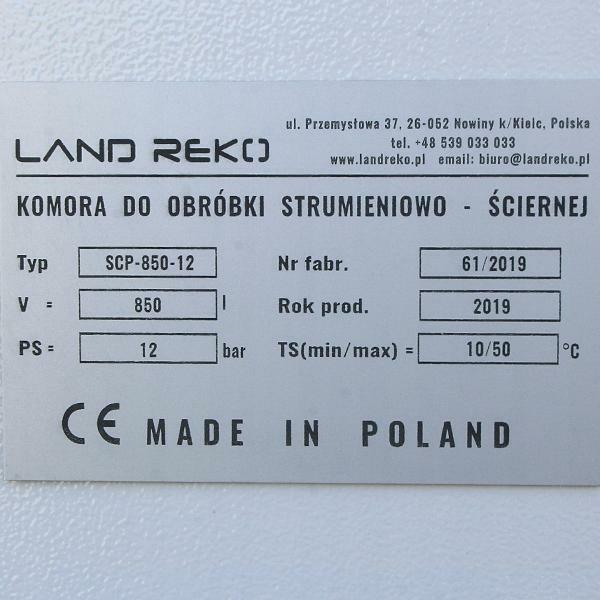 LAND REKO
ul. Przemysłowa 37, 26-052 Nowiny k/Kielc, Polska
tel. +48 539 033 033
www.landreko.pl email: biuro@landreko.pl
KOMORA DO OBRÓBKI STRUMIENIOWO - ŚCIERNEJ
Typ SCP-850-12 Nr fabr. 61/2019
V = 850 l Rok prod. 2019
PS = 12 bar TS(min/max) = 10/50 °C
CE MADE IN POLAND